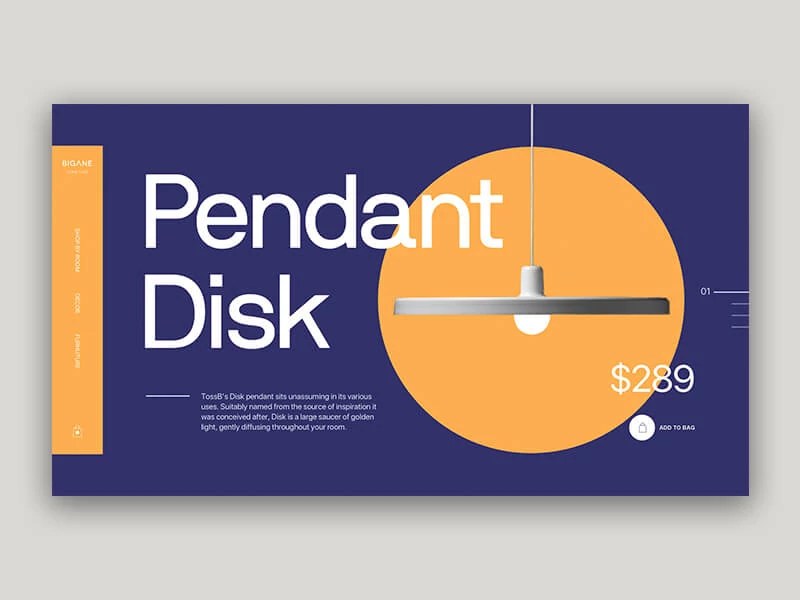 BIGANE
SHOP BY ROOM
DECOR
FURNITURE
Pendant
Disk
TossB's Disk pendant sits unassuming in its various
uses. Suitably named from the source of inspiration it
was conceived after, Disk is a large saucer of golden
light, gently diffusing throughout your room.
01
$289
ADD TO BAG